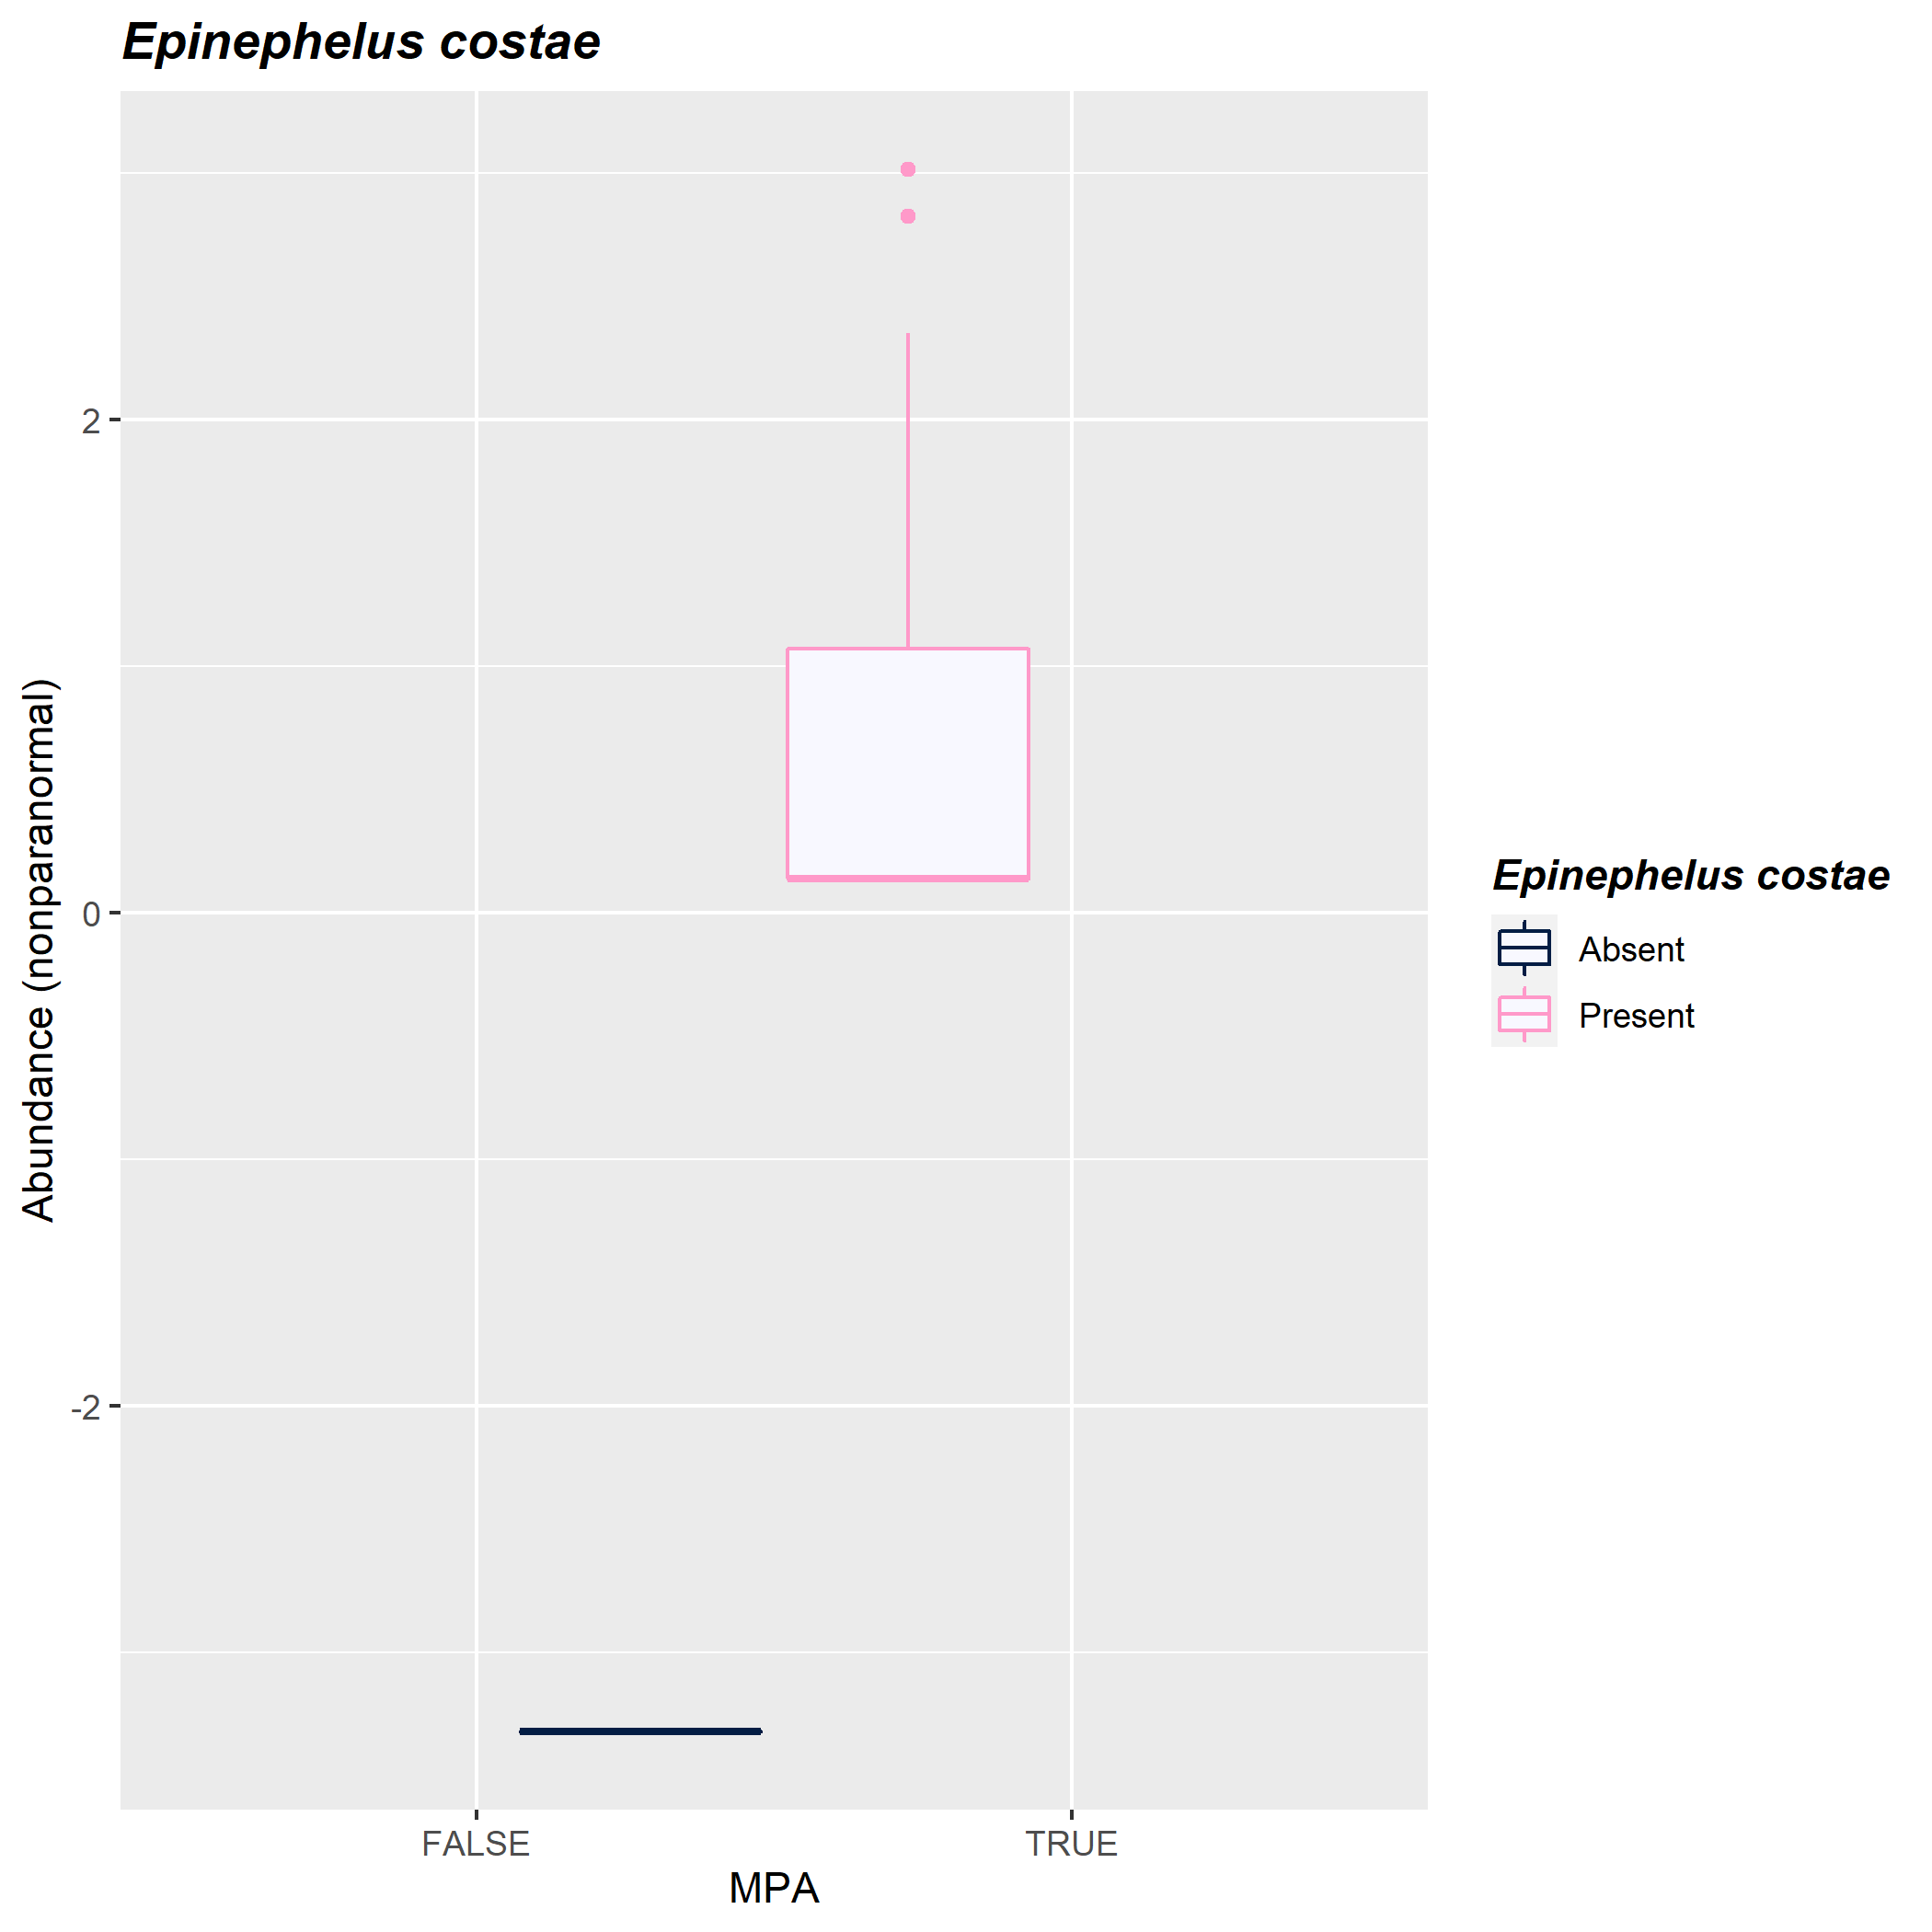 Epinephelus costae
Abundance (nonparanormal)
2
0
-2
FALSE
TRUE
MPA
Epinephelus costae
Absent
Present